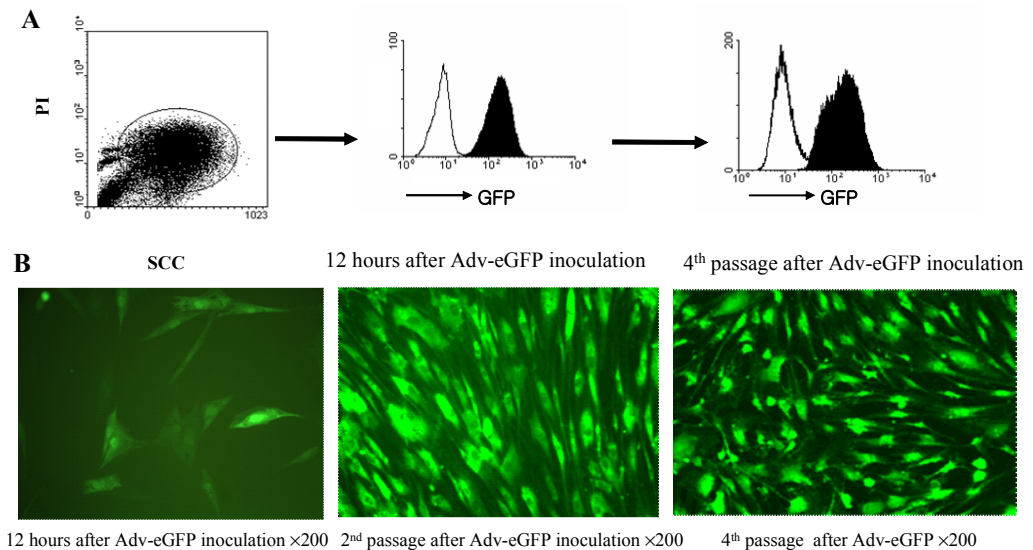 A
PI
10⁴
10³
10²
10¹
10⁰
0
1023
SCC
100
0
10⁰ 10¹ 10² 10³ 10⁴
GFP
12 hours after Adv-eGFP inoculation
200
0
10⁰ 10¹ 10² 10³ 10⁴
GFP
4th passage after Adv-eGFP inoculation
B
12 hours after Adv-eGFP inoculation ×200
2nd passage after Adv-eGFP inoculation ×200
4th passage after Adv-eGFP ×200